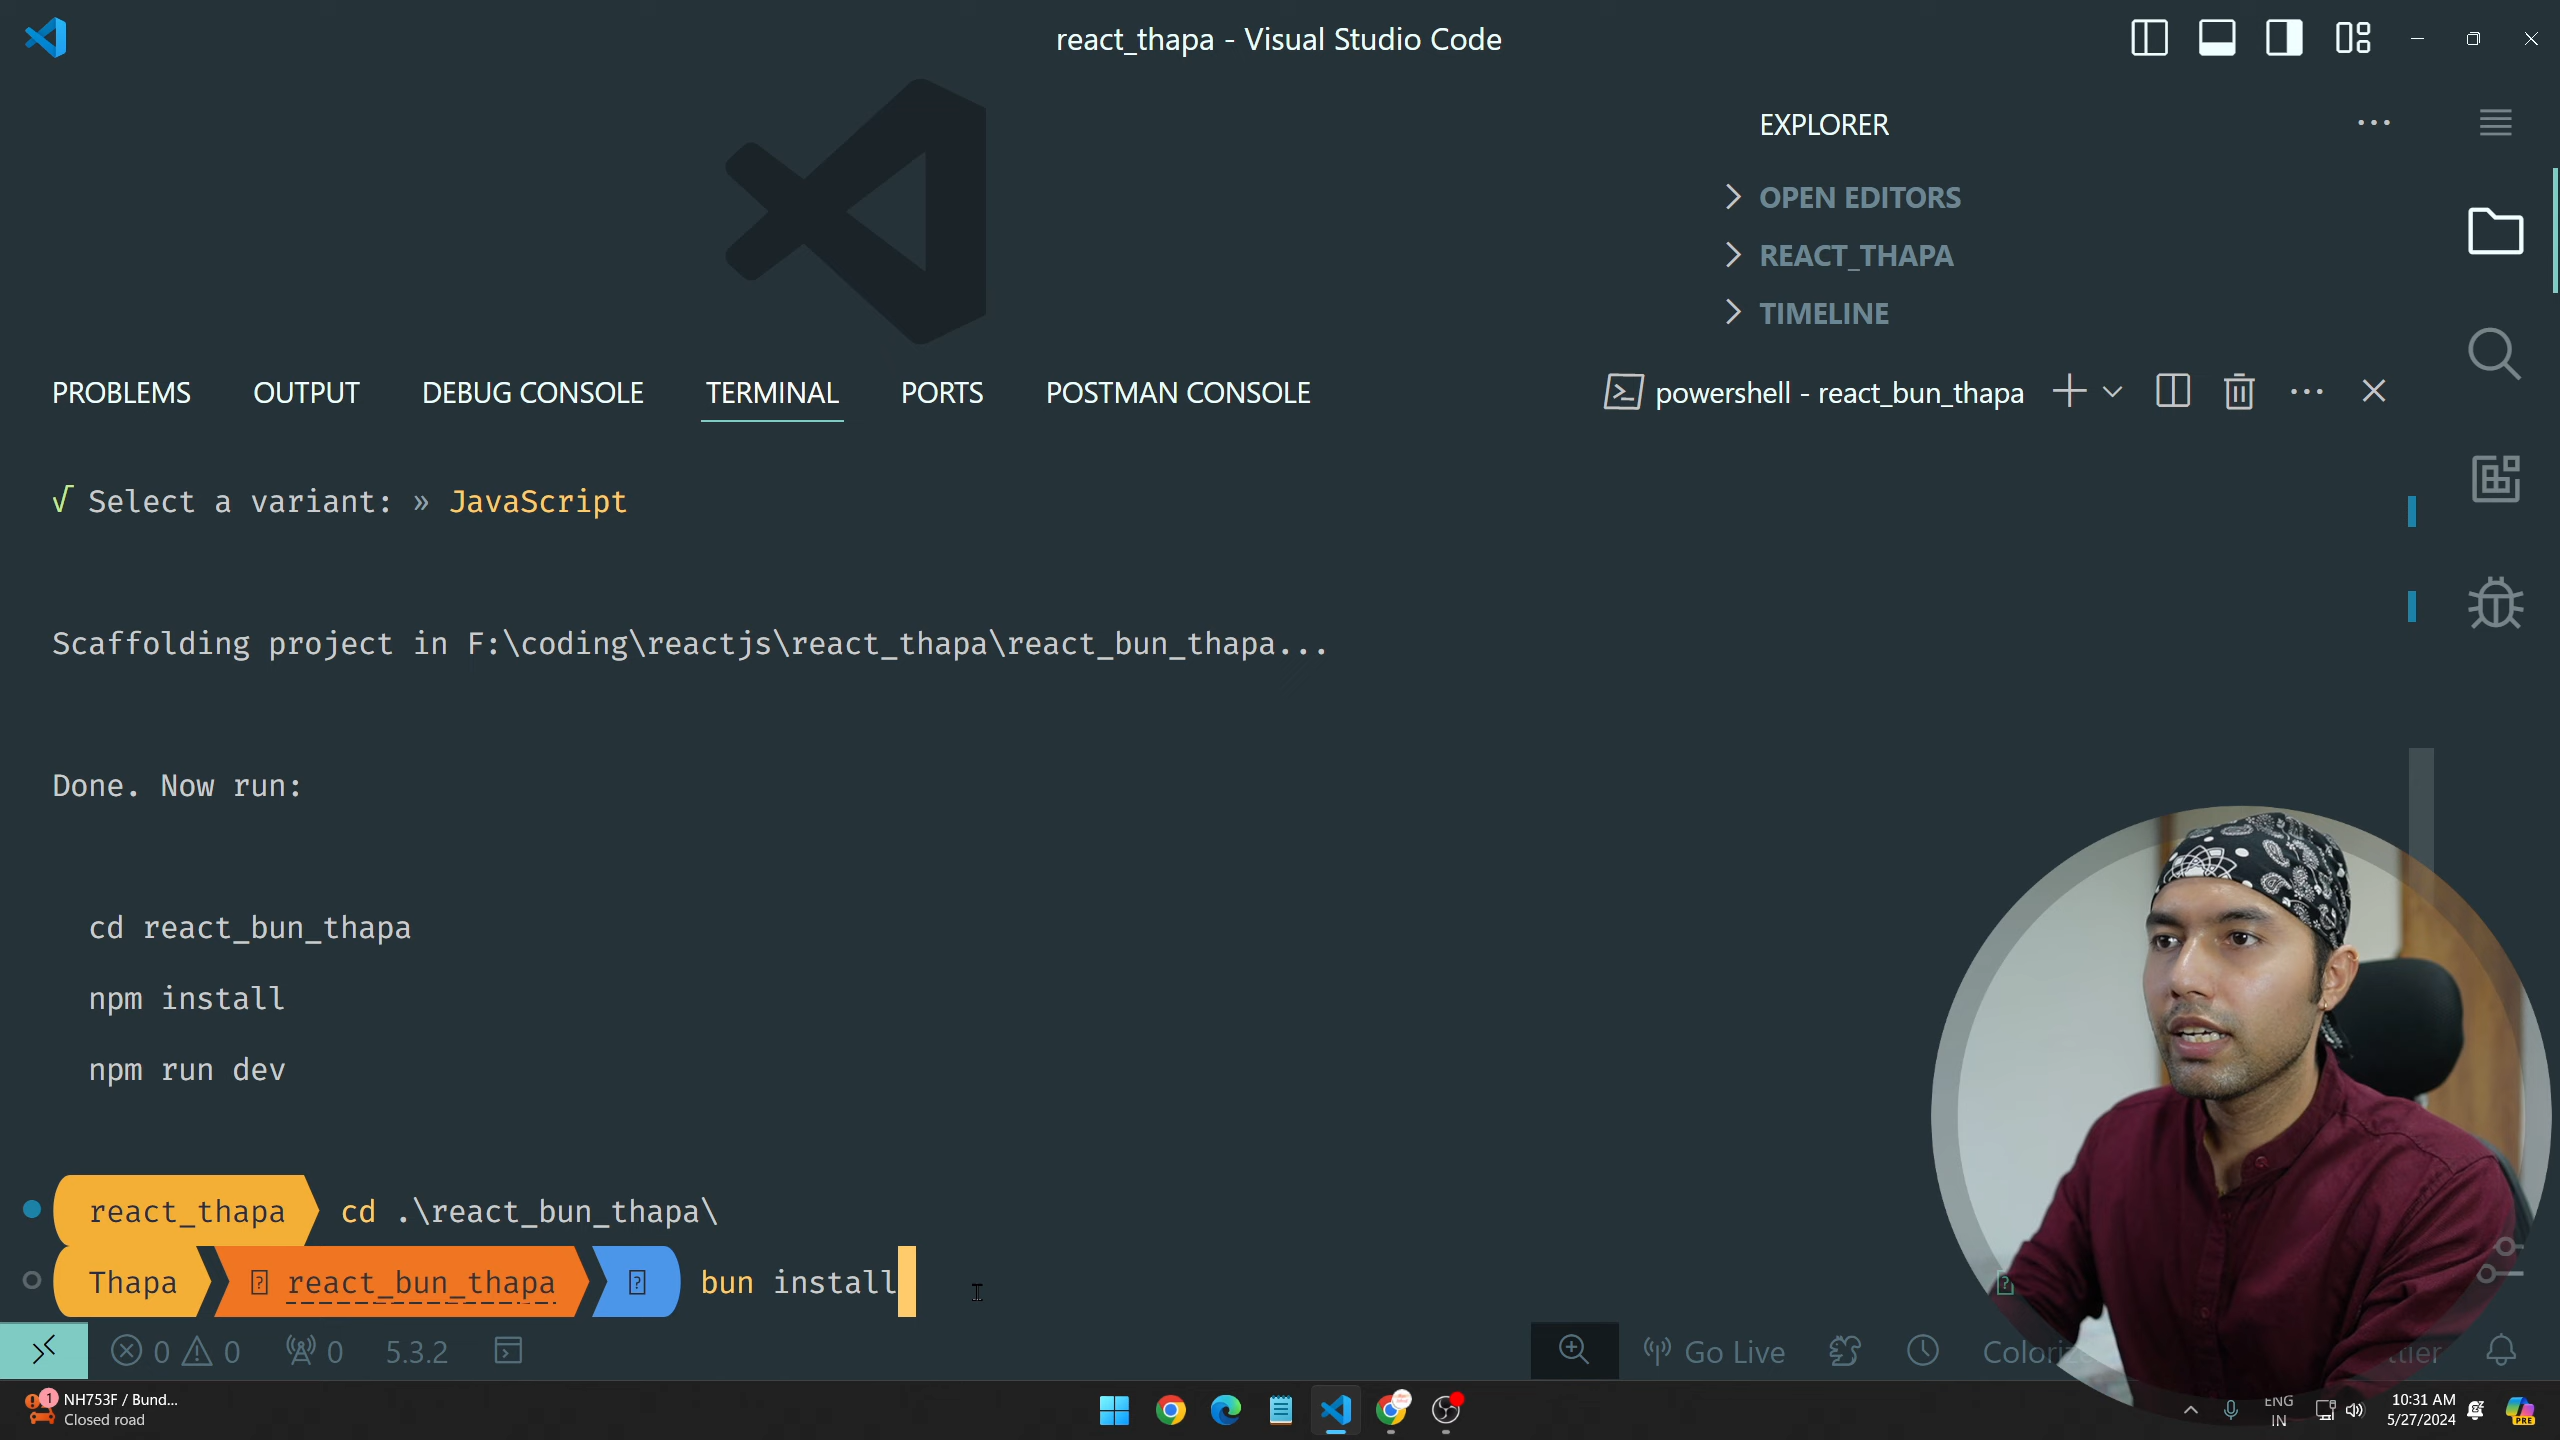 react_thapa - Visual Studio Code
EXPLORER
OPEN EDITORS
REACT_THAPA
TIMELINE
PROBLEMS OUTPUT DEBUG CONSOLE TERMINAL PORTS POSTMAN CONSOLE powershell - react_bun_thapa
√ Select a variant: » JavaScript
Scaffolding project in F:\coding\reactjs\react_thapa\react_bun_thapa...
Done. Now run:
cd react_bun_thapa
npm install
npm run dev
react_thapa cd .\react_bun_thapa\
Thapa react_bun_thapa bun install
0 0 0 5.3.2 Go Live
1 NH753F / Bund...
Closed road
ENG
IN
10:31 AM
5/27/2024
PRE